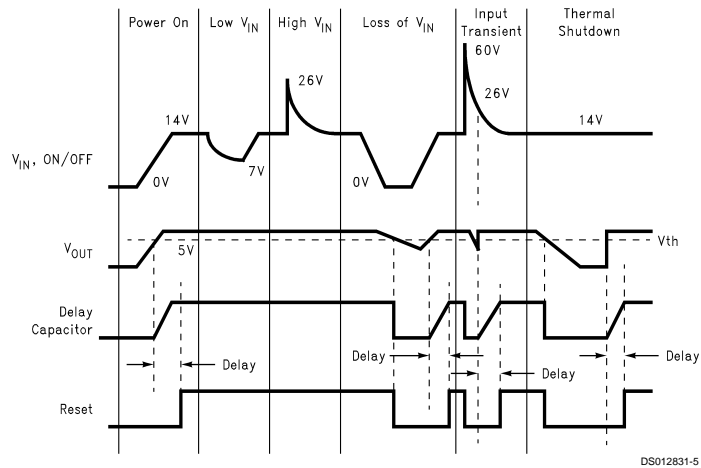 Power On
Low VIN
High VIN
Loss of VIN
Input
Transient
Thermal
Shutdown
60V
26V
26V
14V
14V
VIN, ON/OFF
7V
0V
0V
VOUT
5V
Vth
Delay
Capacitor
Delay
Delay
Delay
Delay
Reset
DS012831-5